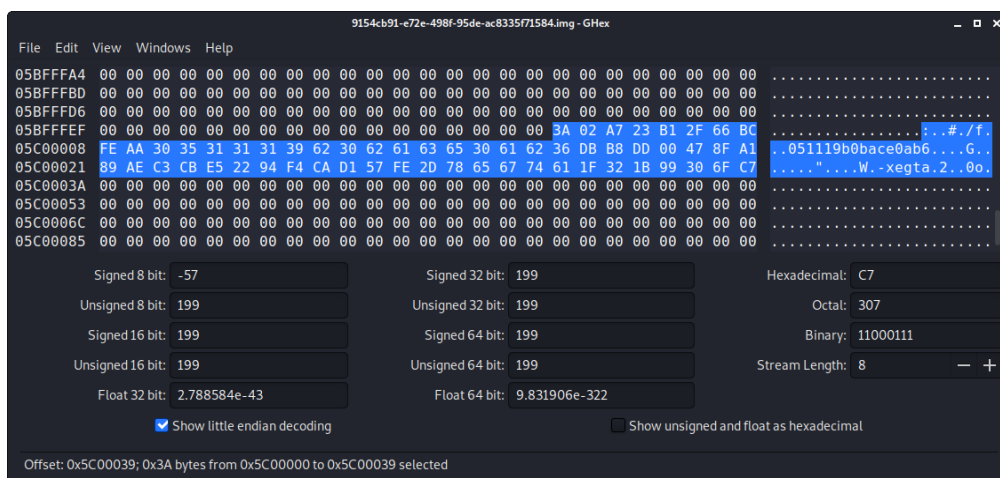 9154cb91-e72e-498f-95de-ac8335f71584.img - GHex
File Edit View Windows Help
05BFFFA4 00 00 00 00 00 00 00 00 00 00 00 00 00 00 00 00 00 00 00 00 00 00 00 00 00 .........................
05BFFFBD 00 00 00 00 00 00 00 00 00 00 00 00 00 00 00 00 00 00 00 00 00 00 00 00 00 .........................
05BFFFD6 00 00 00 00 00 00 00 00 00 00 00 00 00 00 00 00 00 00 00 00 00 00 00 00 00 .........................
05BFFFEF 00 00 00 00 00 00 00 00 00 00 00 00 00 00 00 00 00 3A 02 A7 23 B1 2F 66 BC .................:..#./f.
05C00008 FE AA 30 35 31 31 31 39 62 30 62 61 63 65 30 61 62 36 DB B8 DD 00 47 8F A1 ..051119b0bace0ab6....G..
05C00021 89 AE C3 CB E5 22 94 F4 CA D1 57 FE 2D 78 65 67 74 61 1F 32 1B 99 30 6F C7 ....."....W.-xegta.2..0o.
05C0003A 00 00 00 00 00 00 00 00 00 00 00 00 00 00 00 00 00 00 00 00 00 00 00 00 00 .........................
05C00053 00 00 00 00 00 00 00 00 00 00 00 00 00 00 00 00 00 00 00 00 00 00 00 00 00 .........................
05C0006C 00 00 00 00 00 00 00 00 00 00 00 00 00 00 00 00 00 00 00 00 00 00 00 00 00 .........................
05C00085 00 00 00 00 00 00 00 00 00 00 00 00 00 00 00 00 00 00 00 00 00 00 00 00 00 .........................
Signed 8 bit: -57 Signed 32 bit: 199 Hexadecimal: C7
Unsigned 8 bit: 199 Unsigned 32 bit: 199 Octal: 307
Signed 16 bit: 199 Signed 64 bit: 199 Binary: 11000111
Unsigned 16 bit: 199 Unsigned 64 bit: 199 Stream Length: 8 − +
Float 32 bit: 2.788584e-43 Float 64 bit: 9.831906e-322
Show little endian decoding Show unsigned and float as hexadecimal
Offset: 0x5C00039; 0x3A bytes from 0x5C00000 to 0x5C00039 selected